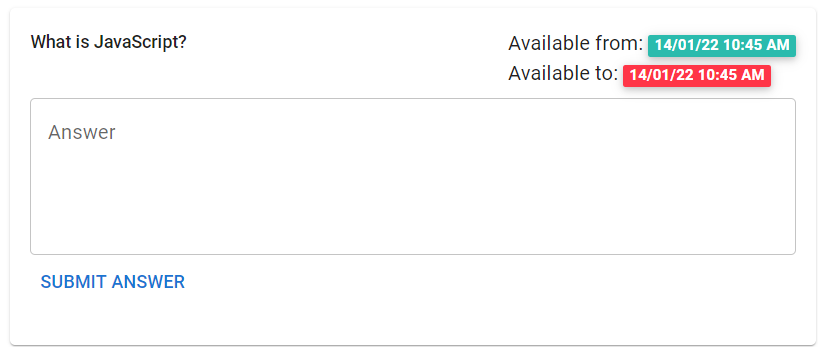 What is JavaScript?
Available from: 14/01/22 10:45 AM
Available to: 14/01/22 10:45 AM
Answer
SUBMIT ANSWER